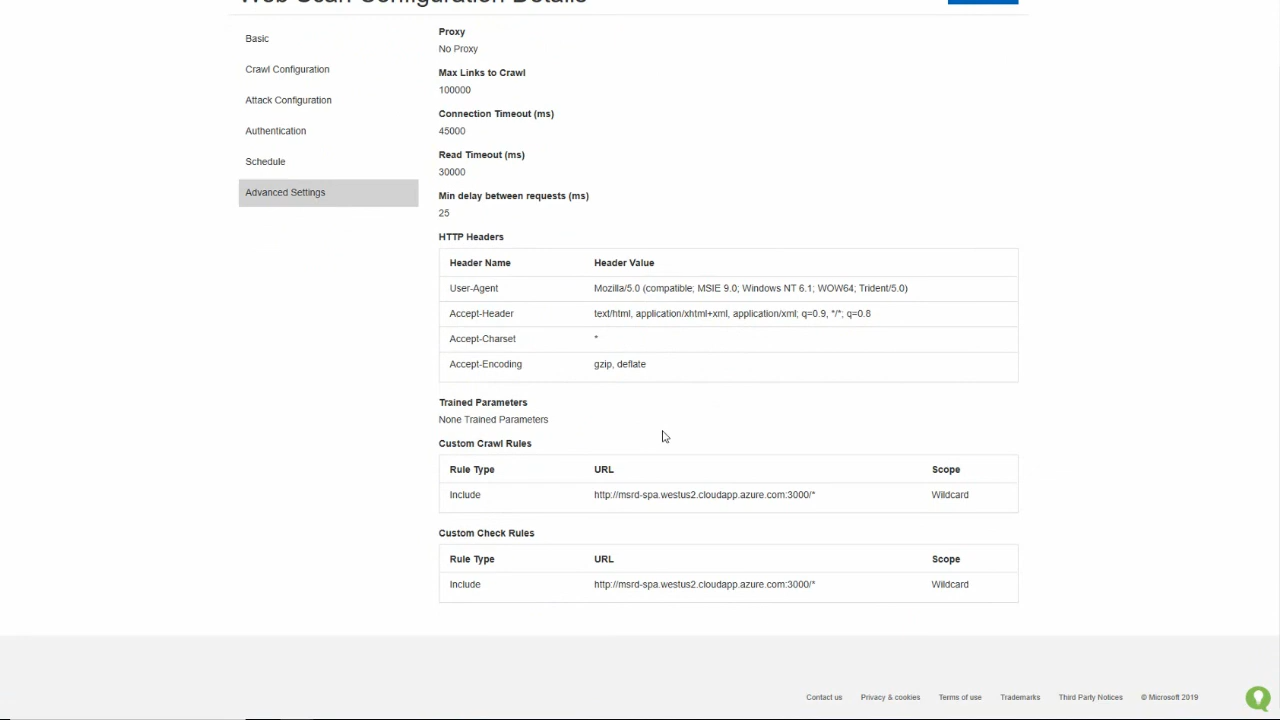 Web Scan Configuration Details
Basic
Crawl Configuration
Attack Configuration
Authentication
Schedule
Advanced Settings
Proxy
No Proxy
Max Links to Crawl
100000
Connection Timeout (ms)
45000
Read Timeout (ms)
30000
Min delay between requests (ms)
25
HTTP Headers
Header Name Header Value
User-Agent Mozilla/5.0 (compatible; MSIE 9.0; Windows NT 6.1; WOW64; Trident/5.0)
Accept-Header text/html, application/xhtml+xml, application/xml; q=0.9, */*; q=0.8
Accept-Charset *
Accept-Encoding gzip, deflate
Trained Parameters
None Trained Parameters
Custom Crawl Rules
Rule Type URL Scope
Include http://msrd-spa.westus2.cloudapp.azure.com:3000/* Wildcard
Custom Check Rules
Rule Type URL Scope
Include http://msrd-spa.westus2.cloudapp.azure.com:3000/* Wildcard
Contact us Privacy & cookies Terms of use Trademarks Third Party Notices © Microsoft 2019